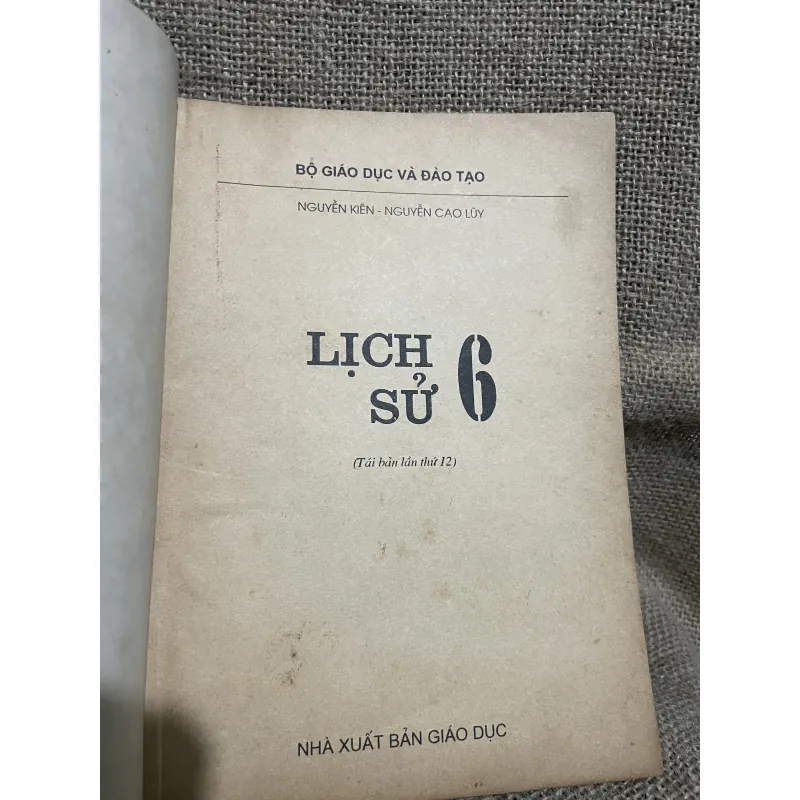 BỘ GIÁO DỤC VÀ ĐÀO TẠO
NGUYỄN KIÊN - NGUYỄN CAO LŨY
LỊCH
SỬ 6
(Tái bản lần thứ 12)
NHÀ XUẤT BẢN GIÁO DỤC